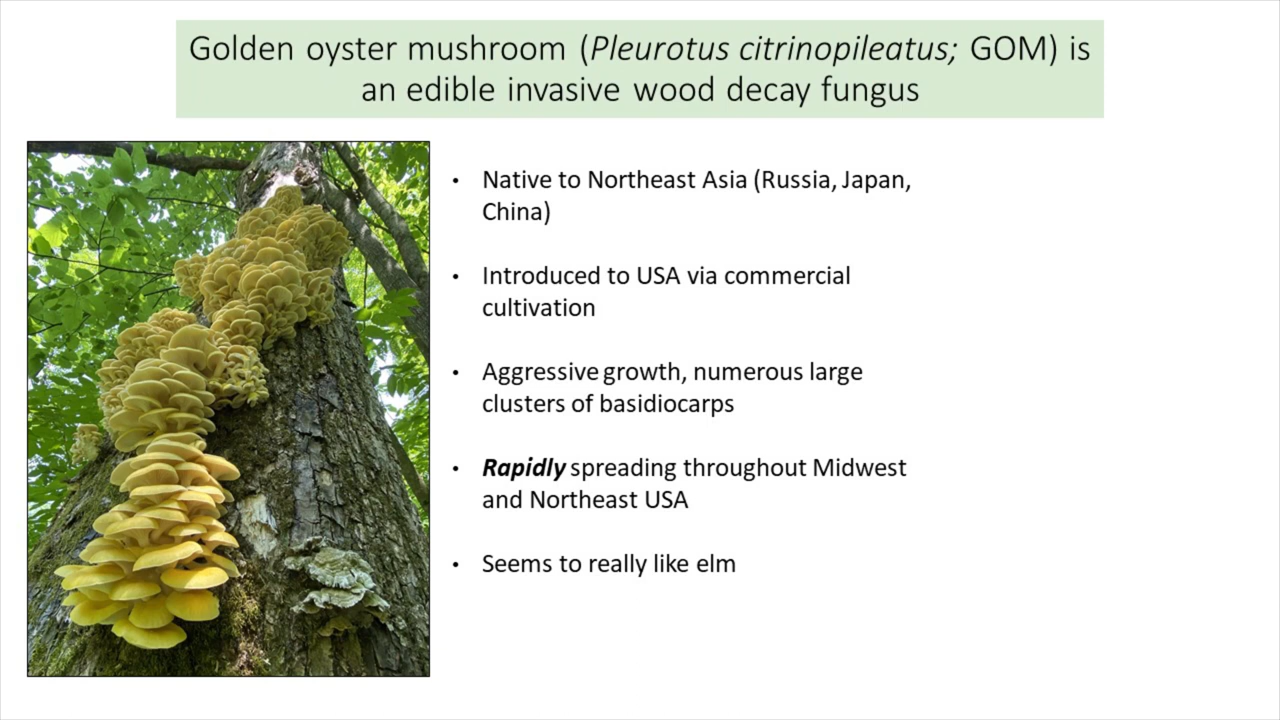 Golden oyster mushroom (Pleurotus citrinopileatus; GOM) is
an edible invasive wood decay fungus
• Native to Northeast Asia (Russia, Japan,
China)
• Introduced to USA via commercial
cultivation
• Aggressive growth, numerous large
clusters of basidiocarps
• Rapidly spreading throughout Midwest
and Northeast USA
• Seems to really like elm